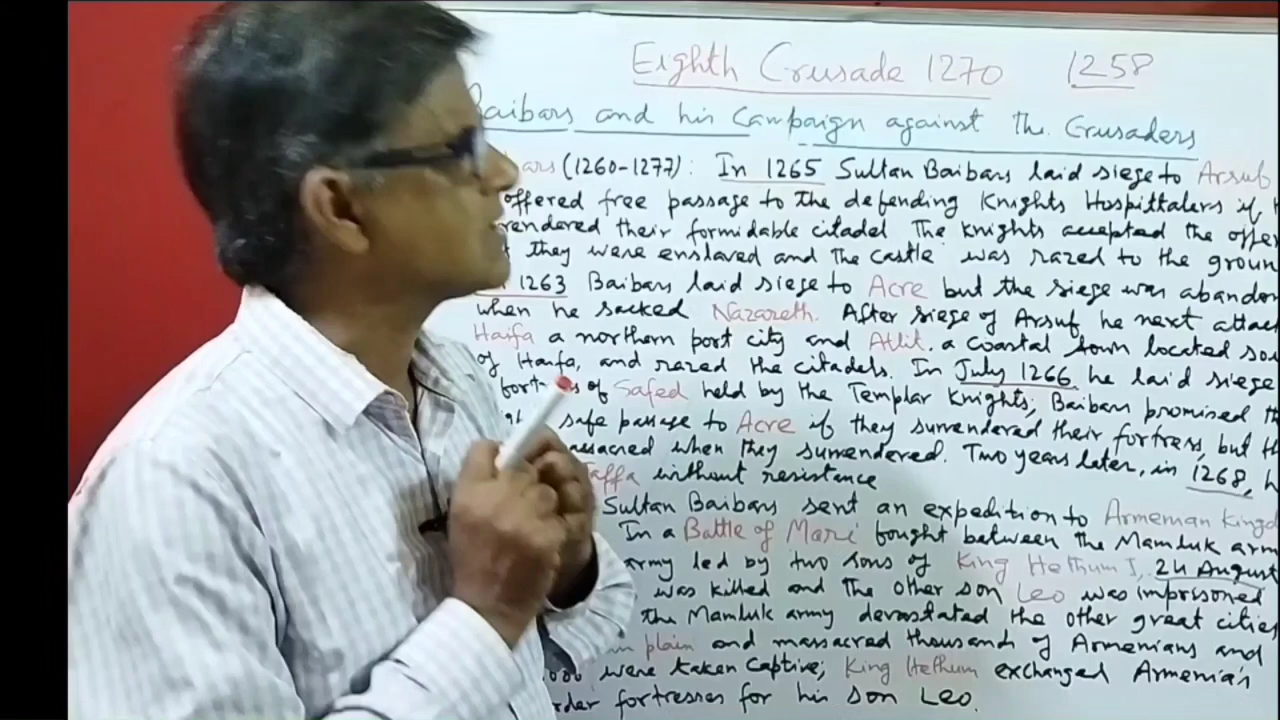 Eighth Crusade 1270 1258
Baibars and his Campaign against The Crusaders
ars (1260-1277): In 1265 Sultan Baibars laid siege to Arsuf
offered free passage to the defending Knights Hospittalers if
rendered their formidable citadel The Knights accepted the offer
they were enslaved and The castle was razed to the groun
1263 Baibars laid siege to Acre but the siege was abandon
when he sacked Nazareth. After siege of Arsuf he next attac
Haifa a northern port city and Atlit. a coastal town located sou
of Haifa, and razed the citadels. In July 1266 he laid siege
fortress of Safed held by the Templar Knights; Baibars promised th
safe passage to Acre if they surrendered their fortress, but th
assacred when they surrendered. Two years later, in 1268, h
Jaffa without resistance
Sultan Baibars sent an expedition to Armenian Kingd
In a Battle of Mari fought between the Mamluk arm
army led by two sons of King Hethum I, 24 August
was killed and the other son Leo was imprisoned
the Mamluk army devastated the other great cities
plain and massacred thousands of Armenians and
000 were taken captive; King Hethum exchanged Armenia's
order fortresses for his son Leo.